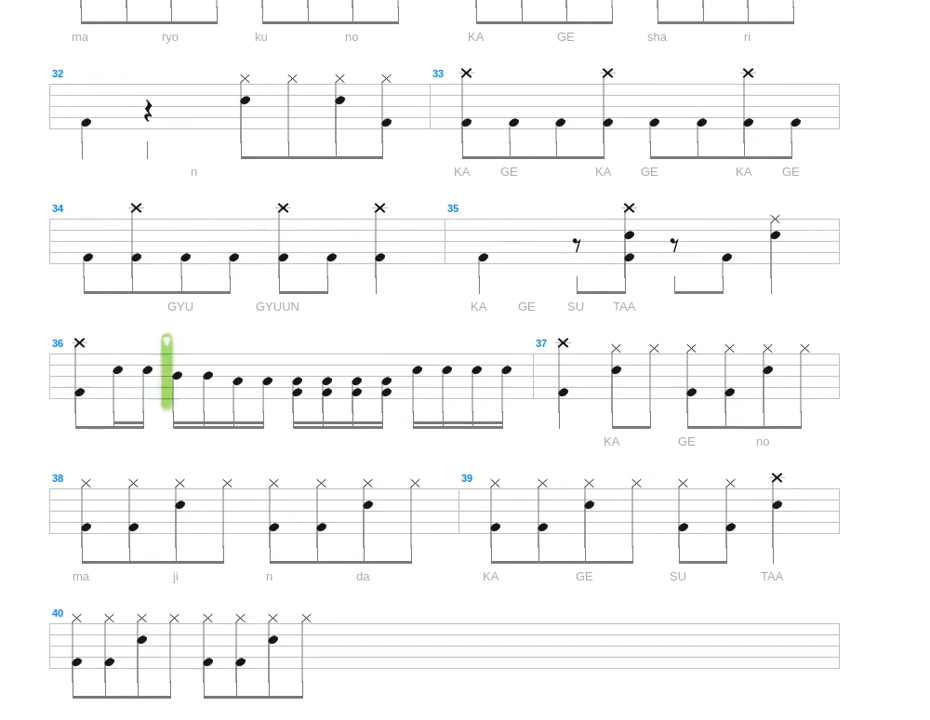 ma ryo ku no KA GE sha ri
32 33
n KA GE KA GE KA GE
34 35
GYU GYUUN KA GE SU TAA
36 37
KA GE no
38 39
ma ji n da KA GE SU TAA
40